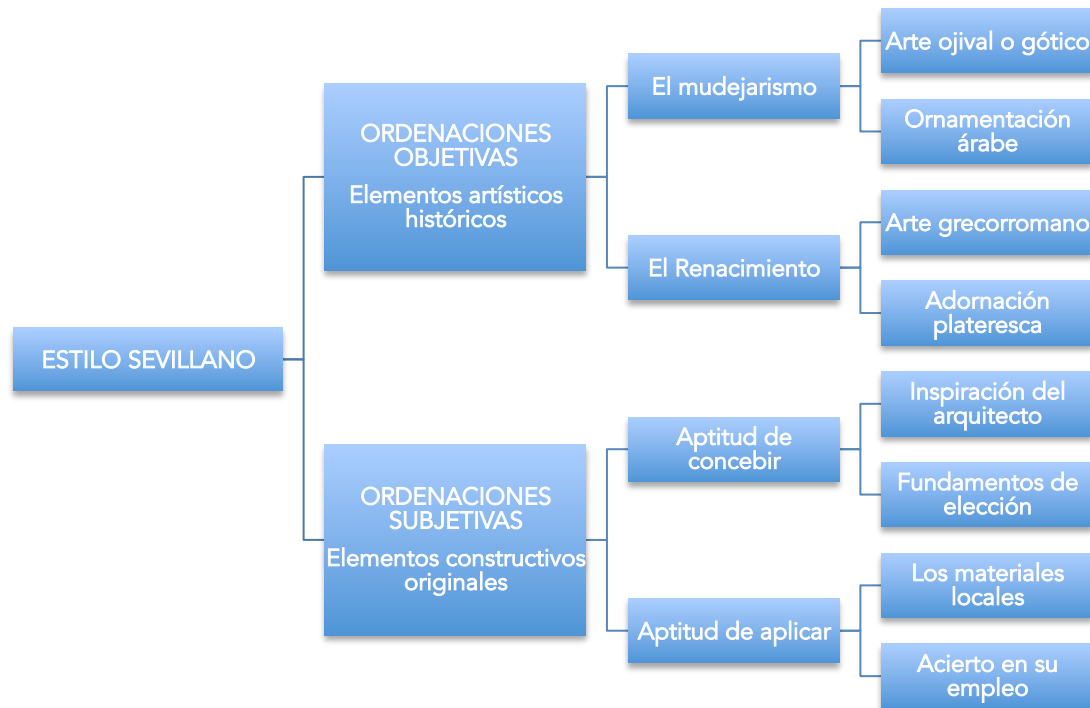 ESTILO SEVILLANO
ORDENACIONES
OBJETIVAS
Elementos artísticos
históricos
El mudejarismo
Arte ojival o gótico
Ornamentación
árabe
El Renacimiento
Arte grecorromano
Adornación
plateresca
ORDENACIONES
SUBJETIVAS
Elementos constructivos
originales
Aptitud de
concebir
Inspiración del
arquitecto
Fundamentos de
elección
Aptitud de aplicar
Los materiales
locales
Acierto en su
empleo